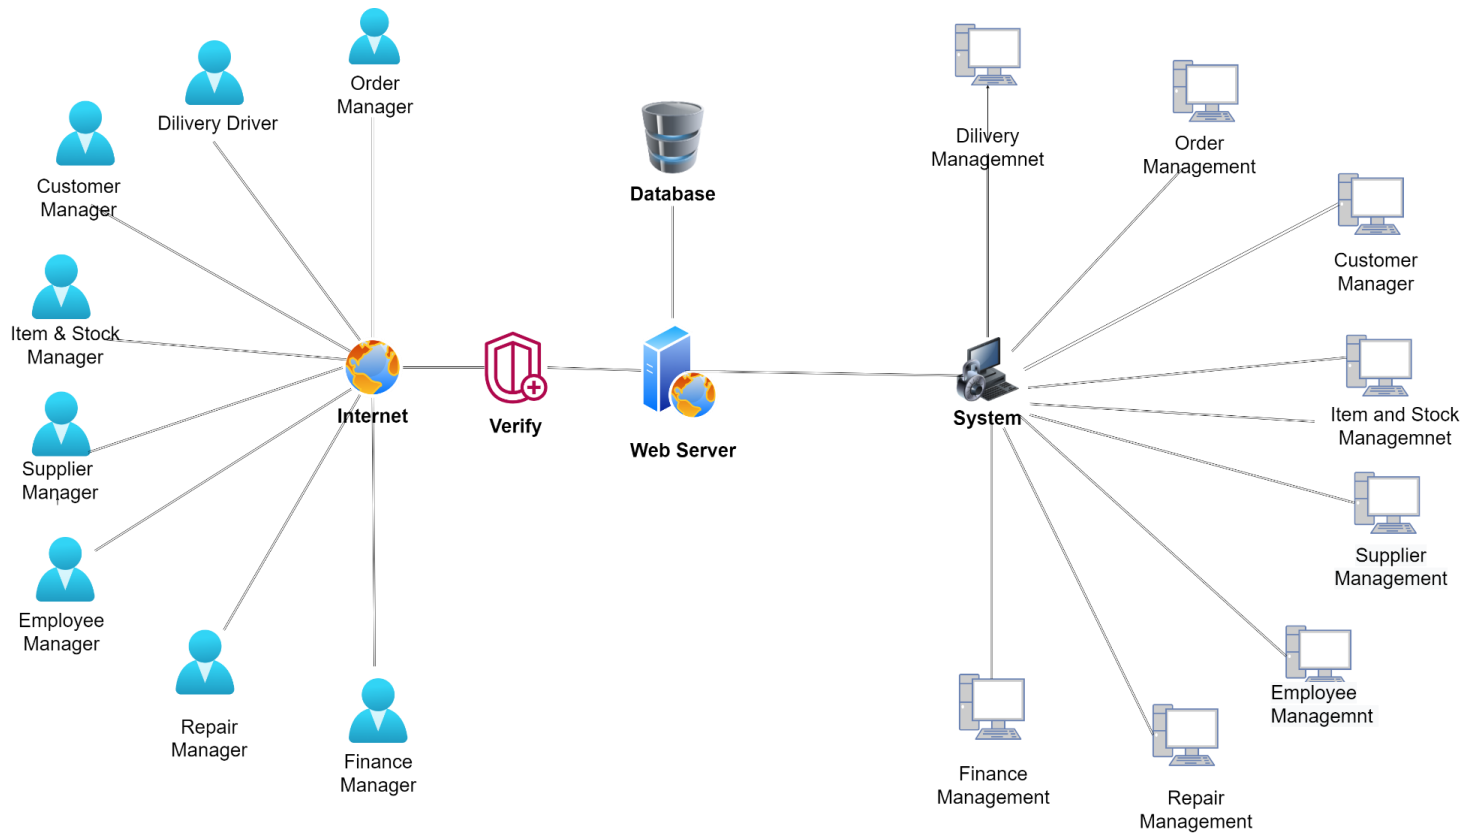 Order
Manager
Dilivery Driver
Customer
Manager
Item & Stock
Manager
Supplier
Manager
Employee
Manager
Repair
Manager
Finance
Manager
Internet
Verify
Database
Web Server
System
Dilivery
Managemnet
Order
Management
Customer
Manager
Item and Stock
Managemnet
Supplier
Management
Employee
Managemnt
Repair
Management
Finance
Management